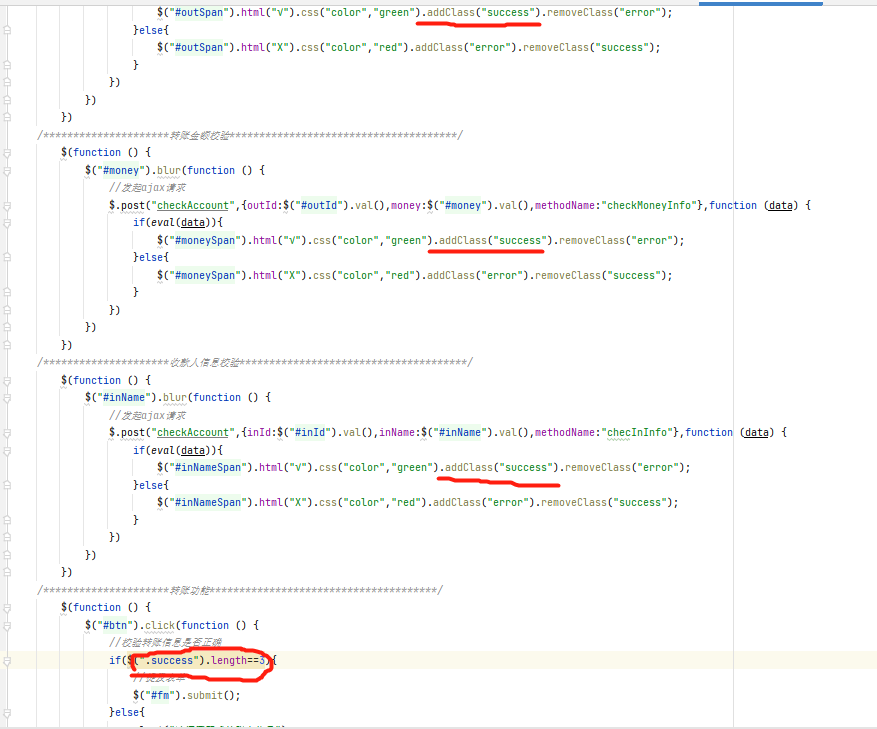 $("#outSpan").html("√").css("color","green").addClass("success").removeClass("error");
}else{
$("#outSpan").html("X").css("color","red").addClass("error").removeClass("success");
}
})
})
})
/*********************转账金额校验**************************************/
$(function () {
$("#money").blur(function () {
//发起ajax请求
$.post("checkAccount",{outId:$("#outId").val(),money:$("#money").val(),methodName:"checkMoneyInfo"},function (data) {
if(eval(data)){
$("#moneySpan").html("√").css("color","green").addClass("success").removeClass("error");
}else{
$("#moneySpan").html("X").css("color","red").addClass("error").removeClass("success");
}
})
})
})
/*********************收款人信息校验**************************************/
$(function () {
$("#inName").blur(function () {
//发起ajax请求
$.post("checkAccount",{inId:$("#inId").val(),inName:$("#inName").val(),methodName:"checInInfo"},function (data) {
if(eval(data)){
$("#inNameSpan").html("√").css("color","green").addClass("success").removeClass("error");
}else{
$("#inNameSpan").html("X").css("color","red").addClass("error").removeClass("success");
}
})
})
})
/*********************转账功能**************************************/
$(function () {
$("#btn").click(function () {
//校验转账信息是否正确
if($(".success").length==3){
$("#fm").submit();
}else{